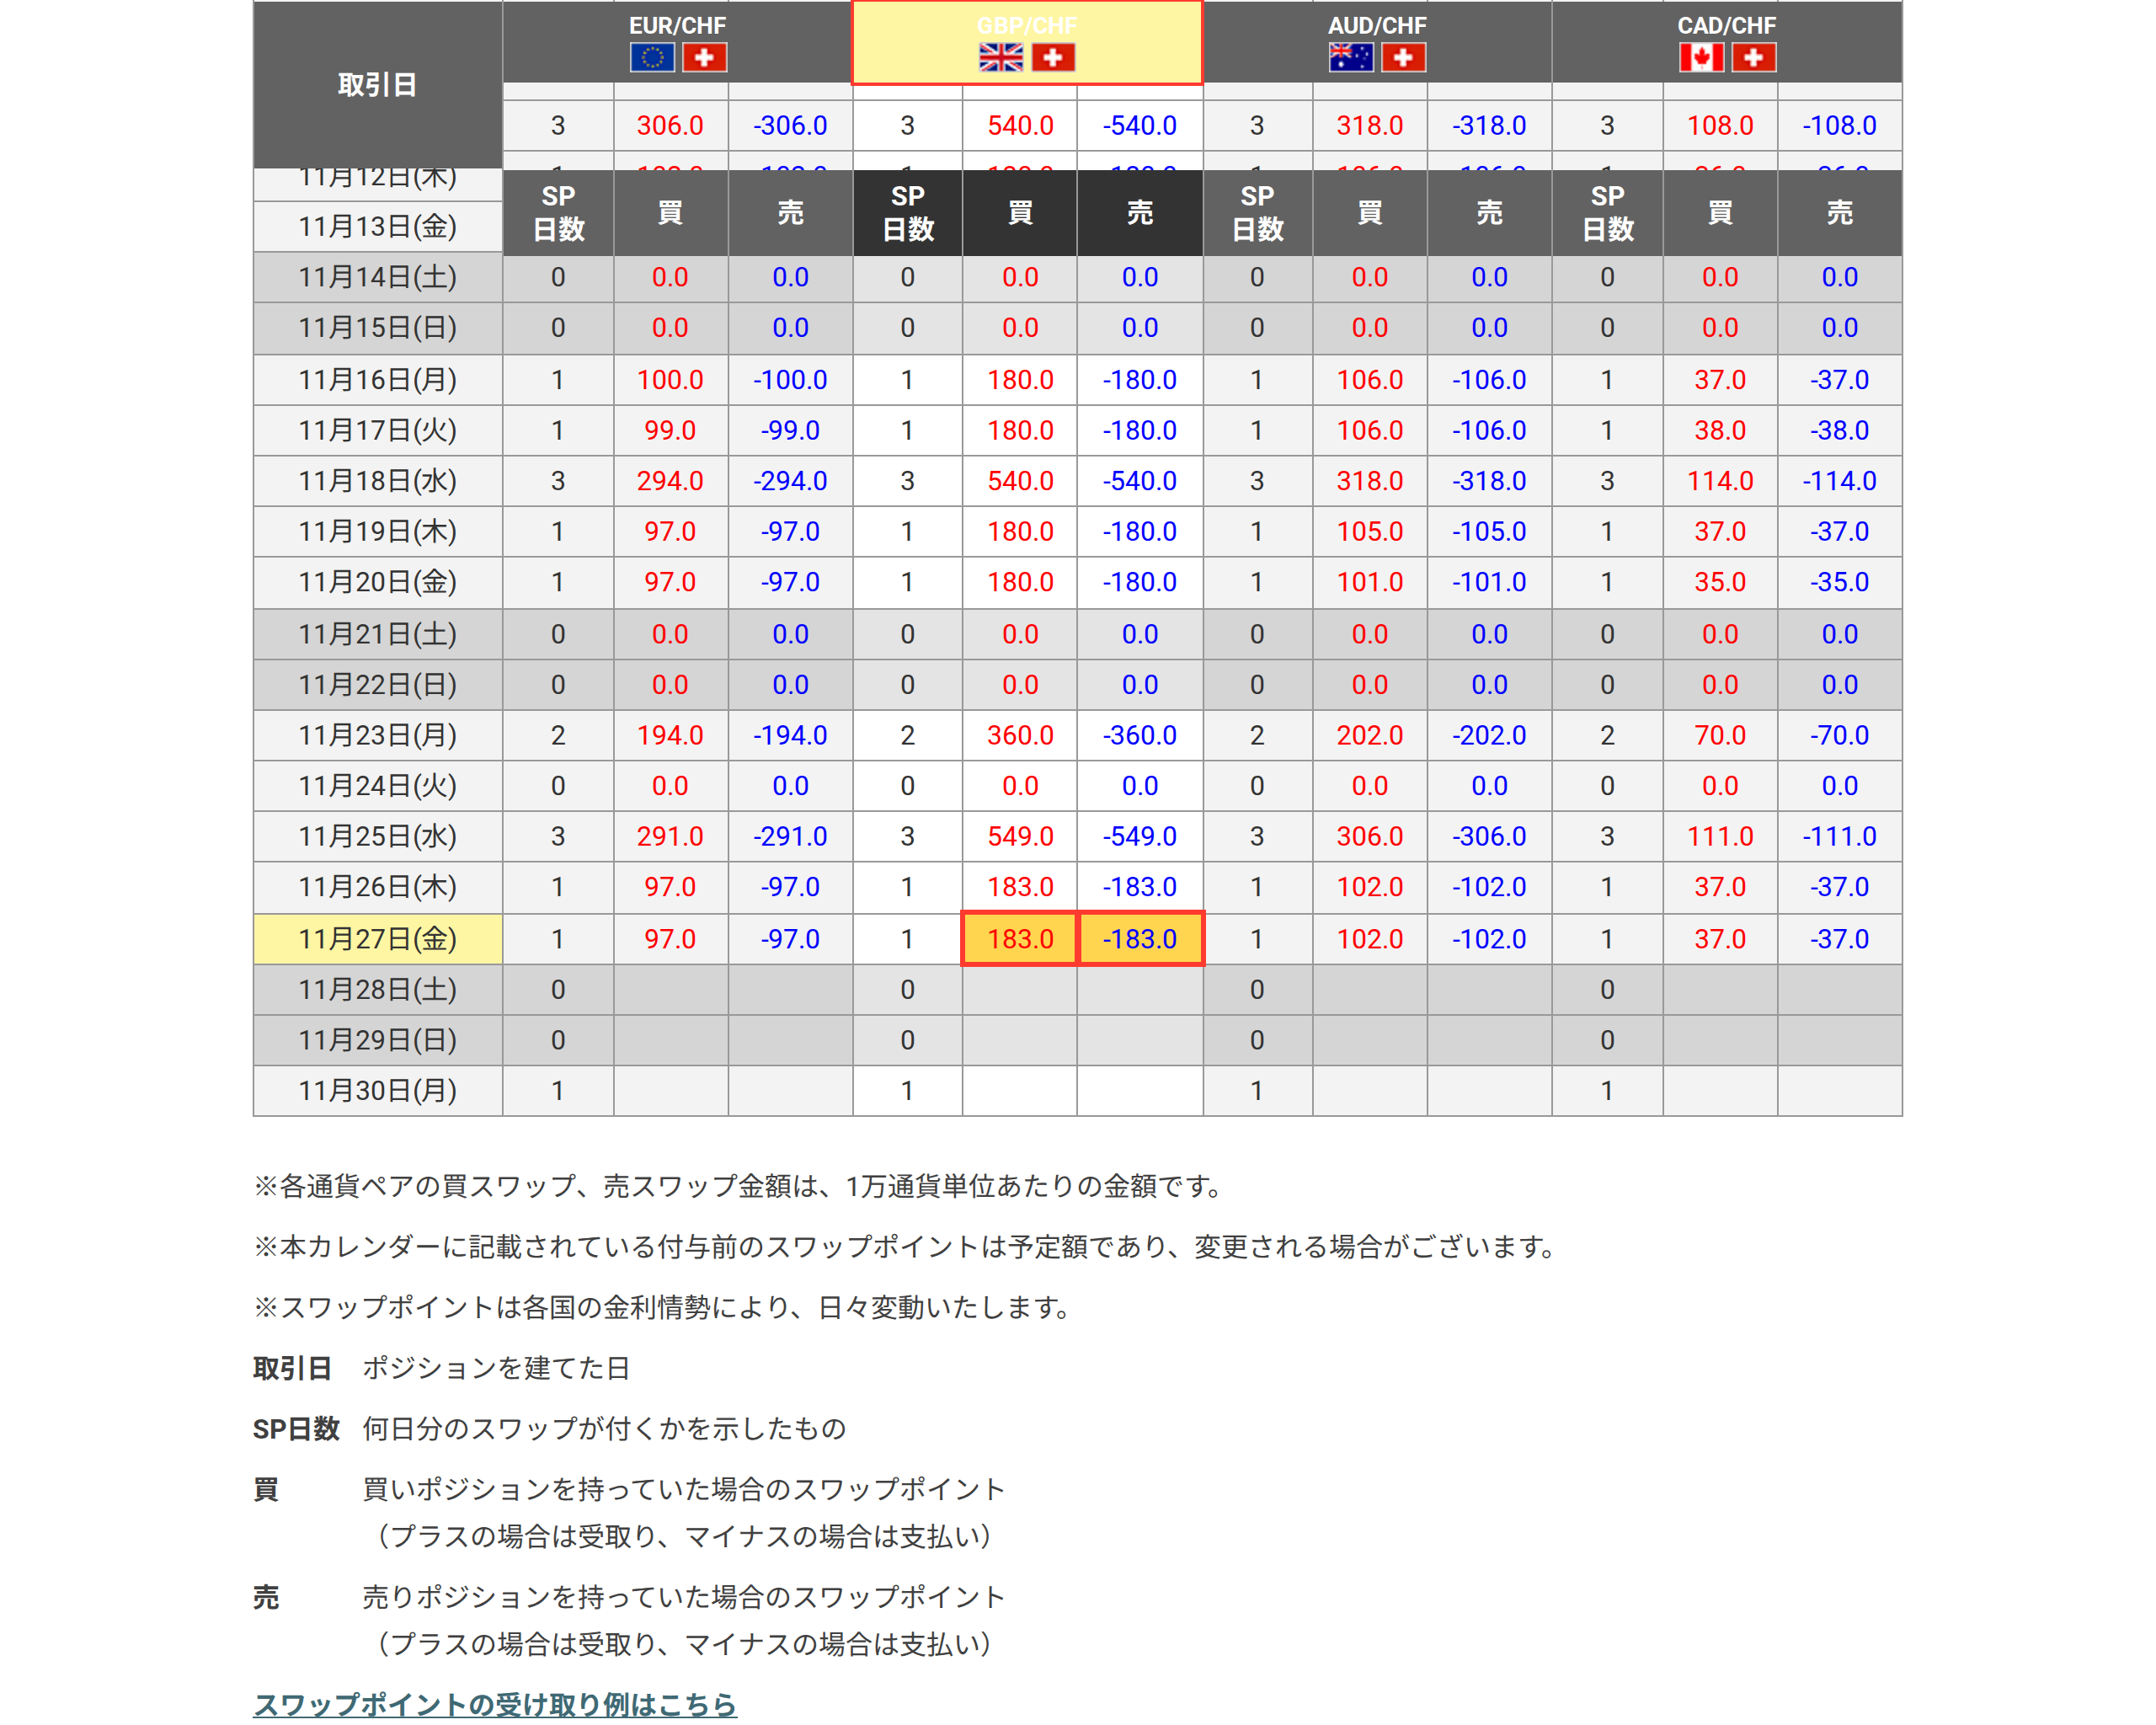 取引日 EUR/CHF GBP/CHF AUD/CHF CAD/CHF
3 306.0 -306.0 3 540.0 -540.0 3 318.0 -318.0 3 108.0 -108.0
11月12日(木)
SP日数 買 売 SP日数 買 売 SP日数 買 売 SP日数 買 売
11月13日(金)
11月14日(土) 0 0.0 0.0 0 0.0 0.0 0 0.0 0.0 0 0.0 0.0
11月15日(日) 0 0.0 0.0 0 0.0 0.0 0 0.0 0.0 0 0.0 0.0
11月16日(月) 1 100.0 -100.0 1 180.0 -180.0 1 106.0 -106.0 1 37.0 -37.0
11月17日(火) 1 99.0 -99.0 1 180.0 -180.0 1 106.0 -106.0 1 38.0 -38.0
11月18日(水) 3 294.0 -294.0 3 540.0 -540.0 3 318.0 -318.0 3 114.0 -114.0
11月19日(木) 1 97.0 -97.0 1 180.0 -180.0 1 105.0 -105.0 1 37.0 -37.0
11月20日(金) 1 97.0 -97.0 1 180.0 -180.0 1 101.0 -101.0 1 35.0 -35.0
11月21日(土) 0 0.0 0.0 0 0.0 0.0 0 0.0 0.0 0 0.0 0.0
11月22日(日) 0 0.0 0.0 0 0.0 0.0 0 0.0 0.0 0 0.0 0.0
11月23日(月) 2 194.0 -194.0 2 360.0 -360.0 2 202.0 -202.0 2 70.0 -70.0
11月24日(火) 0 0.0 0.0 0 0.0 0.0 0 0.0 0.0 0 0.0 0.0
11月25日(水) 3 291.0 -291.0 3 549.0 -549.0 3 306.0 -306.0 3 111.0 -111.0
11月26日(木) 1 97.0 -97.0 1 183.0 -183.0 1 102.0 -102.0 1 37.0 -37.0
11月27日(金) 1 97.0 -97.0 1 183.0 -183.0 1 102.0 -102.0 1 37.0 -37.0
11月28日(土) 0 0 0 0
11月29日(日) 0 0 0 0
11月30日(月) 1 1 1 1
※各通貨ペアの買スワップ、売スワップ金額は、1万通貨単位あたりの金額です。
※本カレンダーに記載されている付与前のスワップポイントは予定額であり、変更される場合がございます。
※スワップポイントは各国の金利情勢により、日々変動いたします。
取引日 ポジションを建てた日
SP日数 何日分のスワップが付くかを示したもの
買 買いポジションを持っていた場合のスワップポイント
（プラスの場合は受取り、マイナスの場合は支払い）
売 売りポジションを持っていた場合のスワップポイント
（プラスの場合は受取り、マイナスの場合は支払い）
スワップポイントの受け取り例はこちら